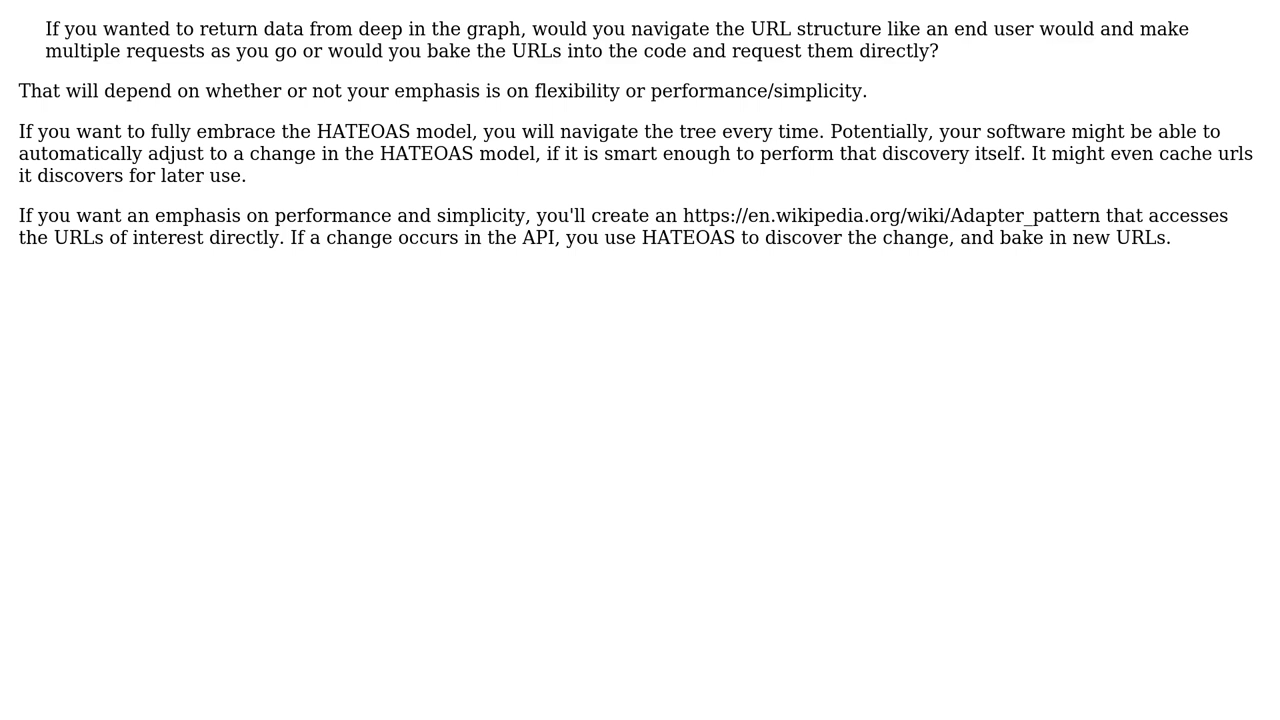 If you wanted to return data from deep in the graph, would you navigate the URL structure like an end user would and make
multiple requests as you go or would you bake the URLs into the code and request them directly?
That will depend on whether or not your emphasis is on flexibility or performance/simplicity.
If you want to fully embrace the HATEOAS model, you will navigate the tree every time. Potentially, your software might be able to
automatically adjust to a change in the HATEOAS model, if it is smart enough to perform that discovery itself. It might even cache urls
it discovers for later use.
If you want an emphasis on performance and simplicity, you'll create an https://en.wikipedia.org/wiki/Adapter_pattern that accesses
the URLs of interest directly. If a change occurs in the API, you use HATEOAS to discover the change, and bake in new URLs.